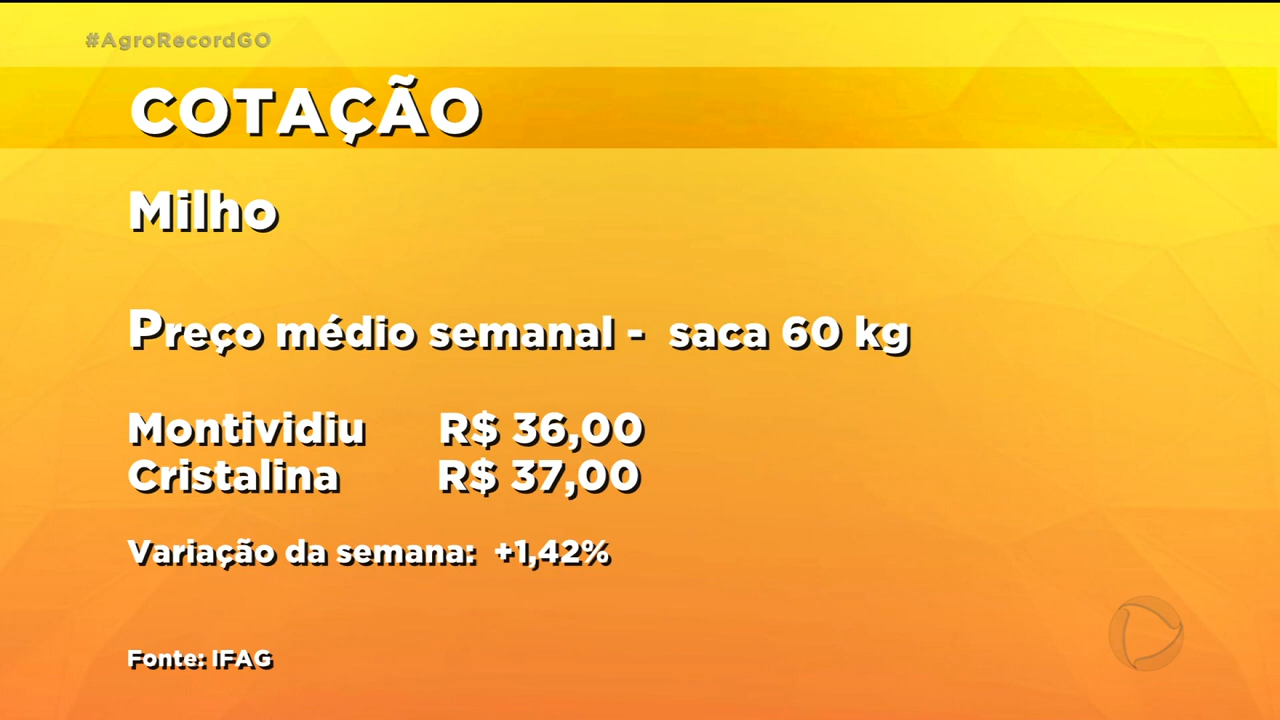 #AgroRecordGO
COTAÇÃO
Milho
Preço médio semanal - saca 60 kg
Montividiu R$ 36,00
Cristalina R$ 37,00
Variação da semana: +1,42%
Fonte: IFAG